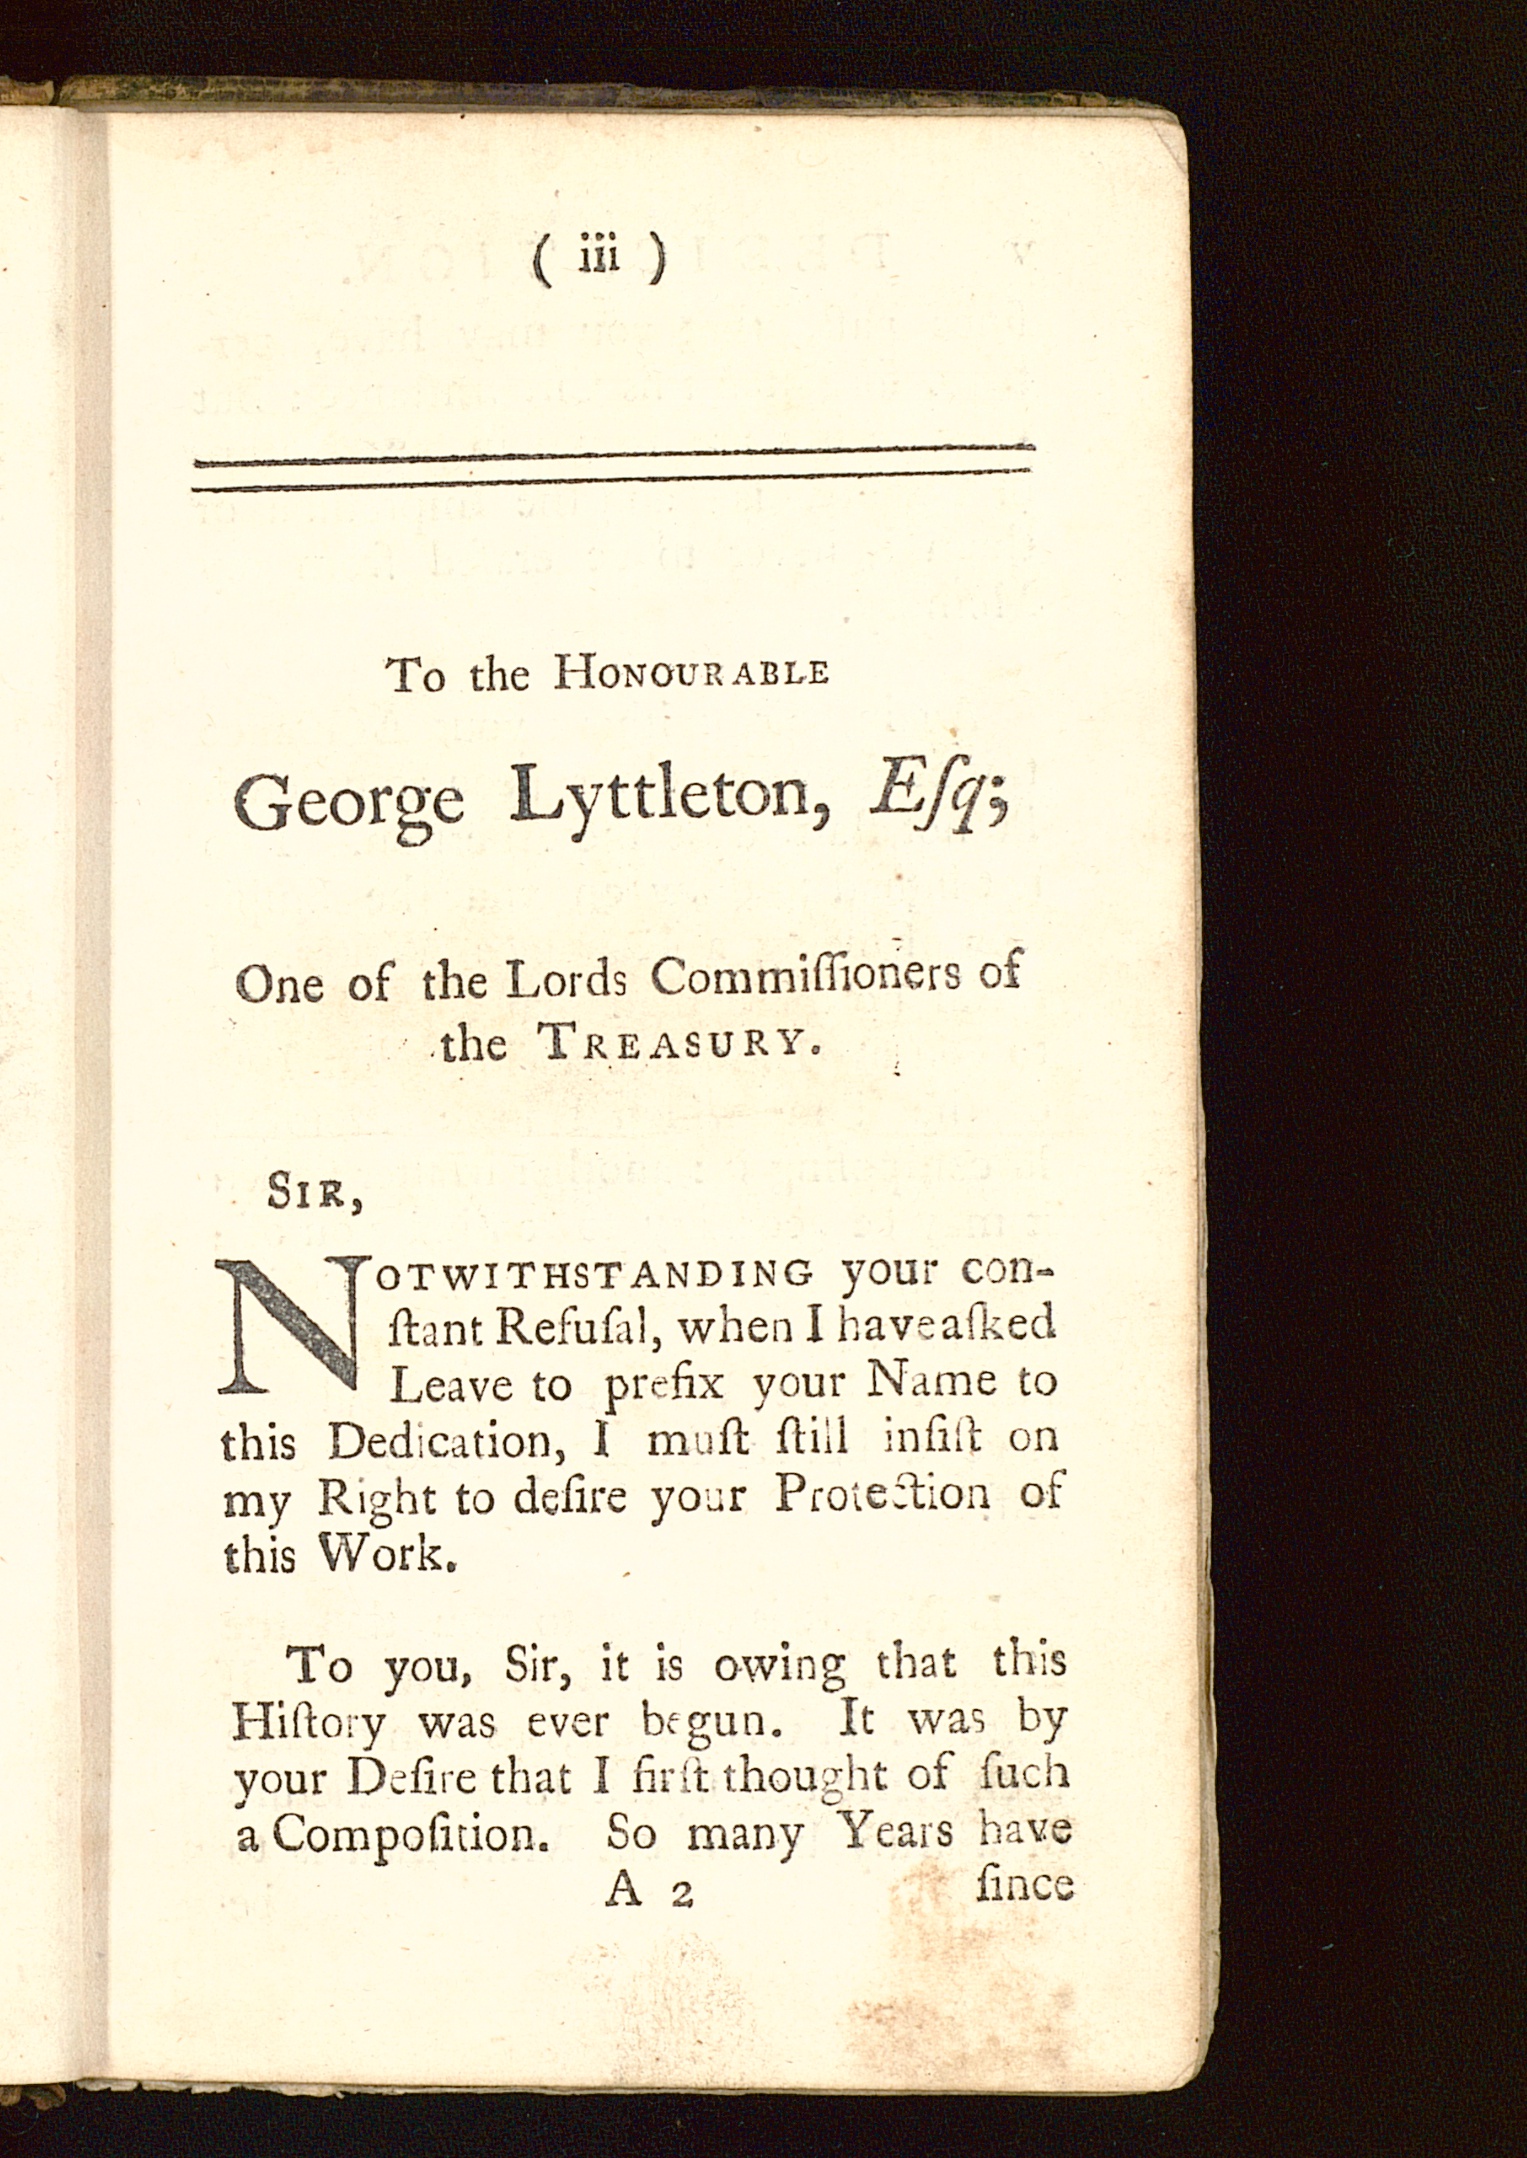 ( iii )
To the HONOURABLE
George Lyttleton, Eſq;
One of the Lords Commiſſioners of
the TREASURY.
SIR,
NOTWITHSTANDING your con-
ſtant Refuſal, when I have aſked
Leave to prefix your Name to
this Dedication, I muſt ſtill inſiſt on
my Right to deſire your Protection of
this Work.
To you, Sir, it is owing that this
Hiſtory was ever begun. It was by
your Deſire that I firſt thought of ſuch
a Compoſition. So many Years have
A 2 ſince